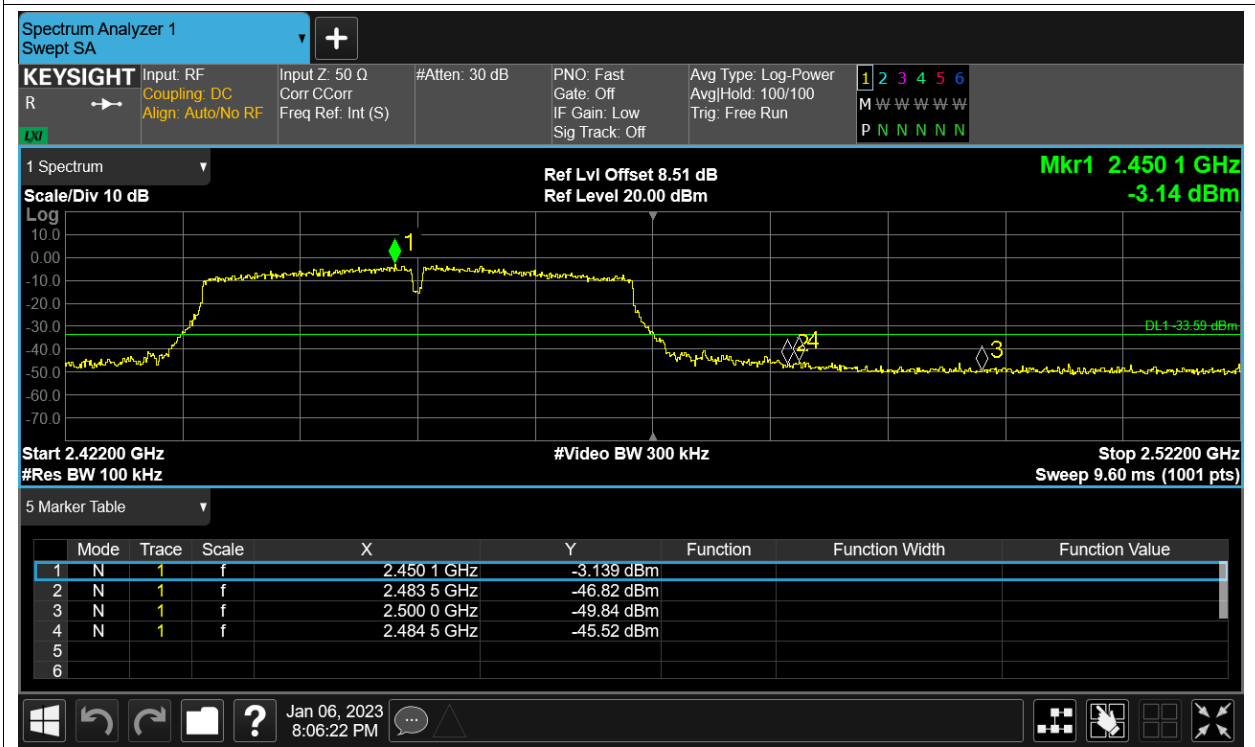 Spectrum Analyzer 1
Swept SA
+
KEYSIGHT Input: RF Input Z: 50 Ω #Atten: 30 dB PNO: Fast Avg Type: Log-Power 1 2 3 4 5 6
R Coupling: DC Corr CCorr Gate: Off Avg|Hold: 100/100 M W W W W W W
Align: Auto/No RF Freq Ref: Int (S) IF Gain: Low Trig: Free Run
LXI Sig Track: Off P N N N N N N
1 Spectrum Ref Lvl Offset 8.51 dB Mkr1 2.450 1 GHz
Scale/Div 10 dB Ref Level 20.00 dBm -3.14 dBm
Log
10.0
1
0.00
-10.0
-20.0
-30.0
DL1 -33.59 dBm
-40.0
2 4 3
-50.0
-60.0
-70.0
Start 2.42200 GHz #Video BW 300 kHz Stop 2.52200 GHz
#Res BW 100 kHz Sweep 9.60 ms (1001 pts)
5 Marker Table
Mode Trace Scale X Y Function Function Width Function Value
1 N 1 f 2.450 1 GHz -3.139 dBm
2 N 1 f 2.483 5 GHz -46.82 dBm
3 N 1 f 2.500 0 GHz -49.84 dBm
4 N 1 f 2.484 5 GHz -45.52 dBm
5
6
? Jan 06, 2023
8:06:22 PM